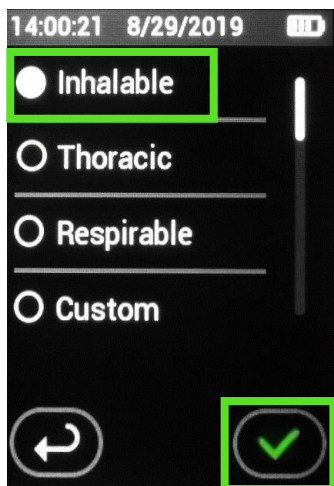 14:00:21 8/29/2019
Inhalable
Thoracic
Respirable
Custom